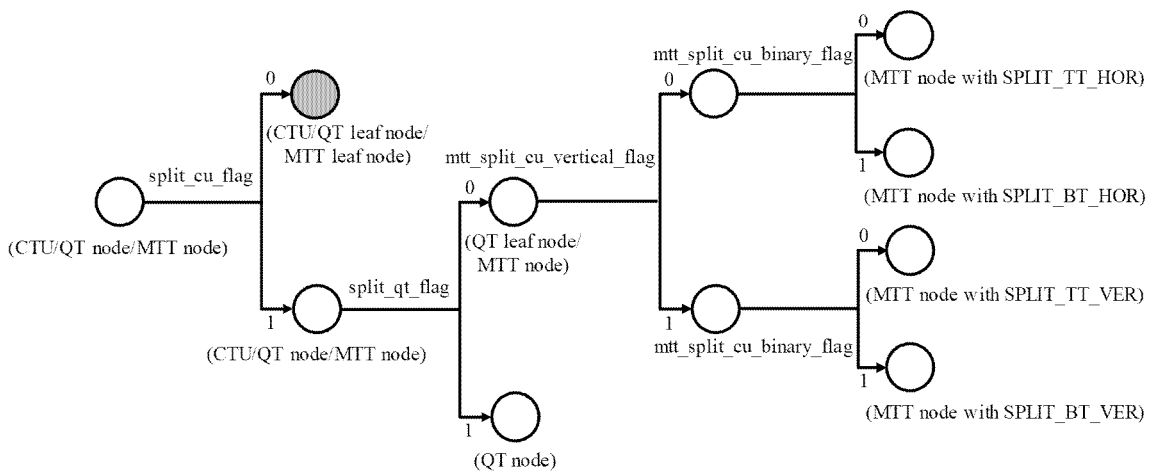 0
mtt_split_cu_binary_flag
0
(MTT node with SPLIT_TT_HOR)
0
(CTU/QT leaf node/
MTT leaf node)
mtt_split_cu_vertical_flag
1
(MTT node with SPLIT_BT_HOR)
split_cu_flag
0
(CTU/QT node/MTT node)
(QT leaf node/
MTT node)
0
(MTT node with SPLIT_TT_VER)
split_qt_flag
1
(CTU/QT node/MTT node)
1
mtt_split_cu_binary_flag
1
(MTT node with SPLIT_BT_VER)
1
(QT node)